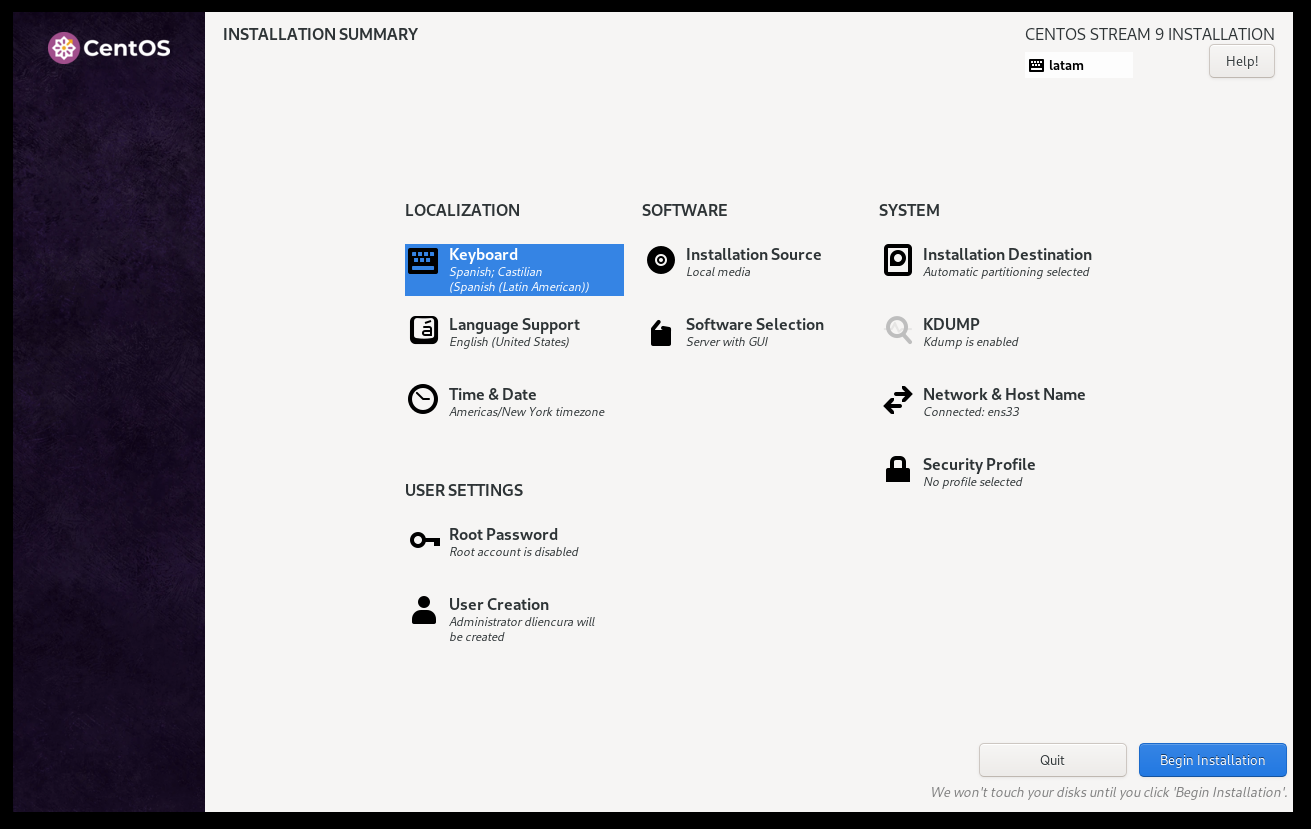 CentOS
INSTALLATION SUMMARY
CENTOS STREAM 9 INSTALLATION
latam
Help!
LOCALIZATION
Keyboard
Spanish; Castilian
(Spanish (Latin American))
Language Support
English (United States)
Time & Date
Americas/New York timezone
SOFTWARE
Installation Source
Local media
Software Selection
Server with GUI
SYSTEM
Installation Destination
Automatic partitioning selected
KDUMP
Kdump is enabled
Network & Host Name
Connected: ens33
Security Profile
No profile selected
USER SETTINGS
Root Password
Root account is disabled
User Creation
Administrator dliencura will
be created
Quit
Begin Installation
We won't touch your disks until you click 'Begin Installation'.